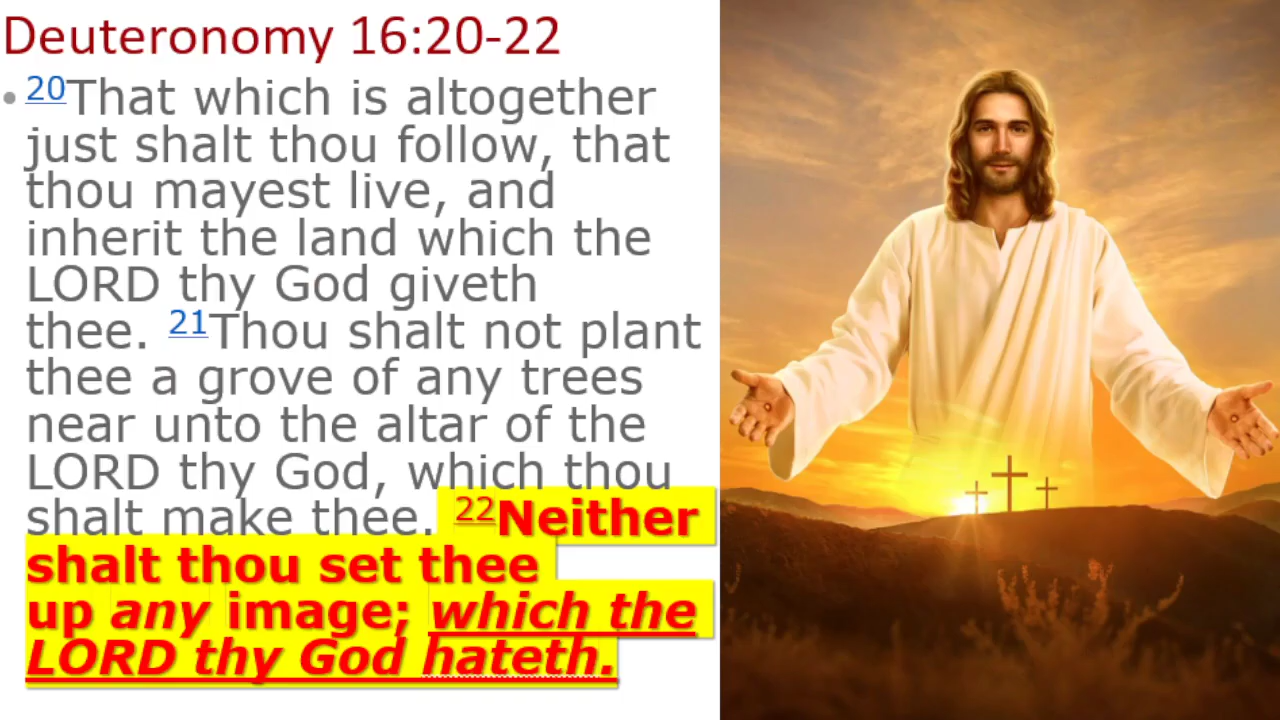 Deuteronomy 16:20-22
• 20That which is altogether
just shalt thou follow, that
thou mayest live, and
inherit the land which the
LORD thy God giveth
thee. 21Thou shalt not plant
thee a grove of any trees
near unto the altar of the
LORD thy God, which thou
shalt make thee. 22Neither
shalt thou set thee
up any image; which the
LORD thy God hateth.